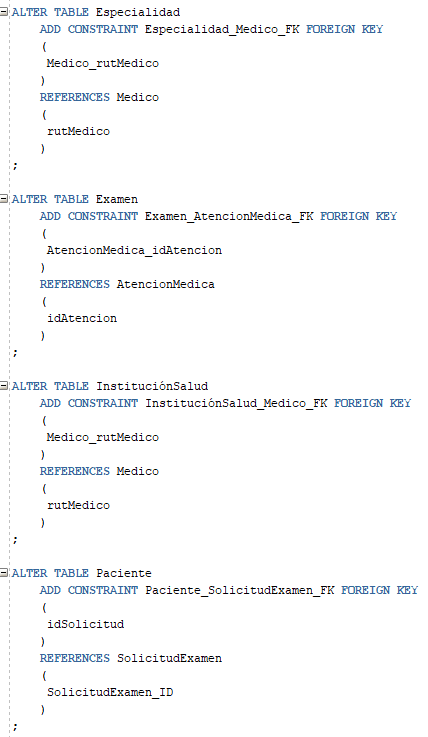 ALTER TABLE Especialidad
ADD CONSTRAINT Especialidad_Medico_FK FOREIGN KEY
(
Medico_rutMedico
)
REFERENCES Medico
(
rutMedico
)
;
ALTER TABLE Examen
ADD CONSTRAINT Examen_AtencionMedica_FK FOREIGN KEY
(
AtencionMedica_idAtencion
)
REFERENCES AtencionMedica
(
idAtencion
)
;
ALTER TABLE InstituciónSalud
ADD CONSTRAINT InstituciónSalud_Medico_FK FOREIGN KEY
(
Medico_rutMedico
)
REFERENCES Medico
(
rutMedico
)
;
ALTER TABLE Paciente
ADD CONSTRAINT Paciente_SolicitudExamen_FK FOREIGN KEY
(
idSolicitud
)
REFERENCES SolicitudExamen
(
SolicitudExamen_ID
)
;